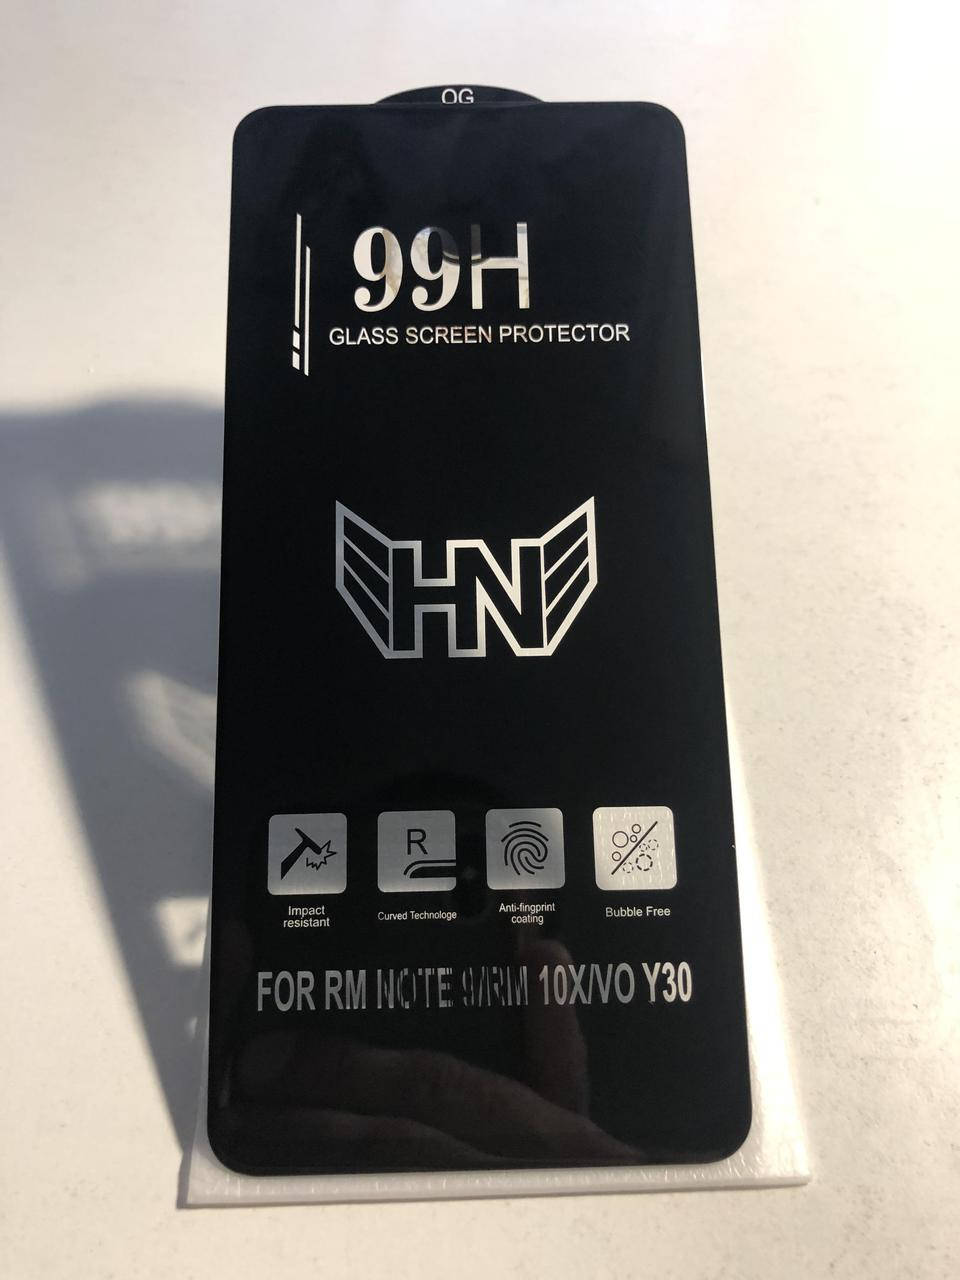 OG
99H
GLASS SCREEN PROTECTOR
HN
R
Impact
resistant
Curved Technologe
Anti-fingprint
coating
Bubble Free
FOR RM NOTE 9/RM 10X/VO Y30